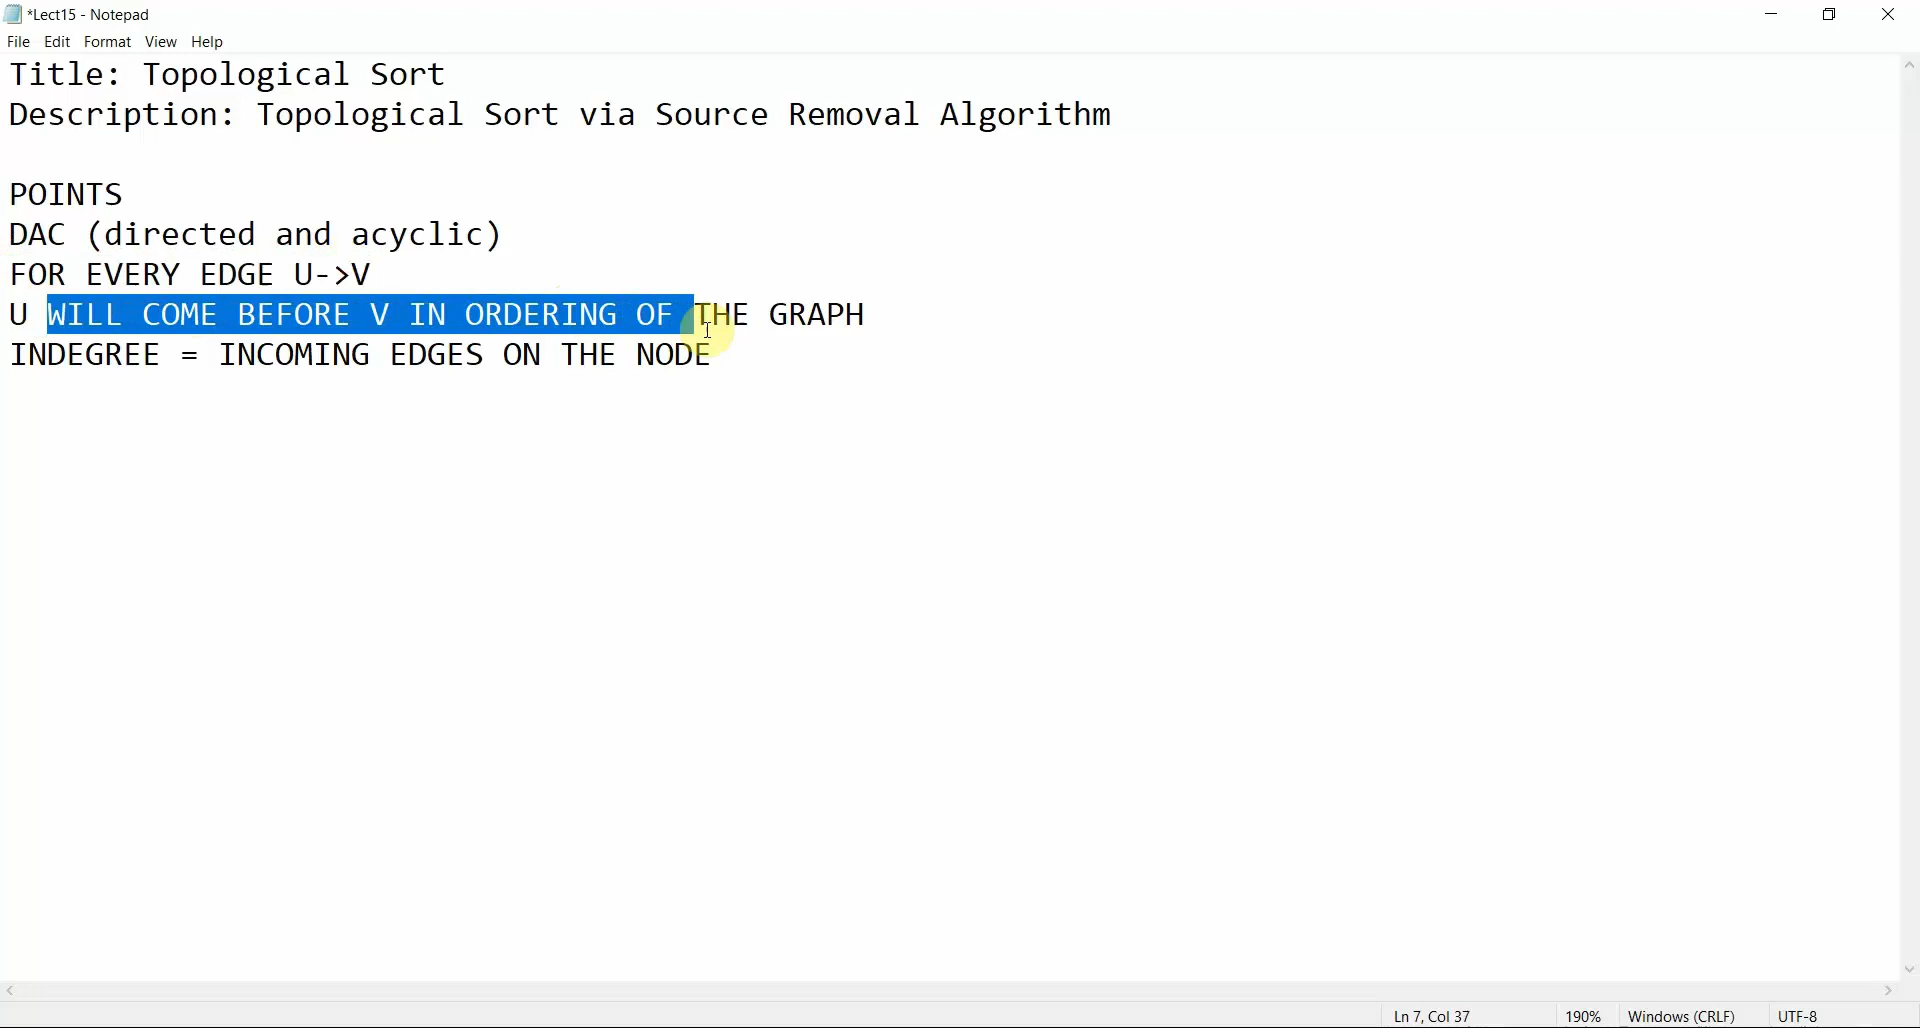 *Lect15 - Notepad
File Edit Format View Help
Title: Topological Sort
Description: Topological Sort via Source Removal Algorithm
POINTS
DAC (directed and acyclic)
FOR EVERY EDGE U->V
U WILL COME BEFORE V IN ORDERING OF THE GRAPH
INDEGREE = INCOMING EDGES ON THE NODE
Ln 7, Col 37 190% Windows (CRLF) UTF-8